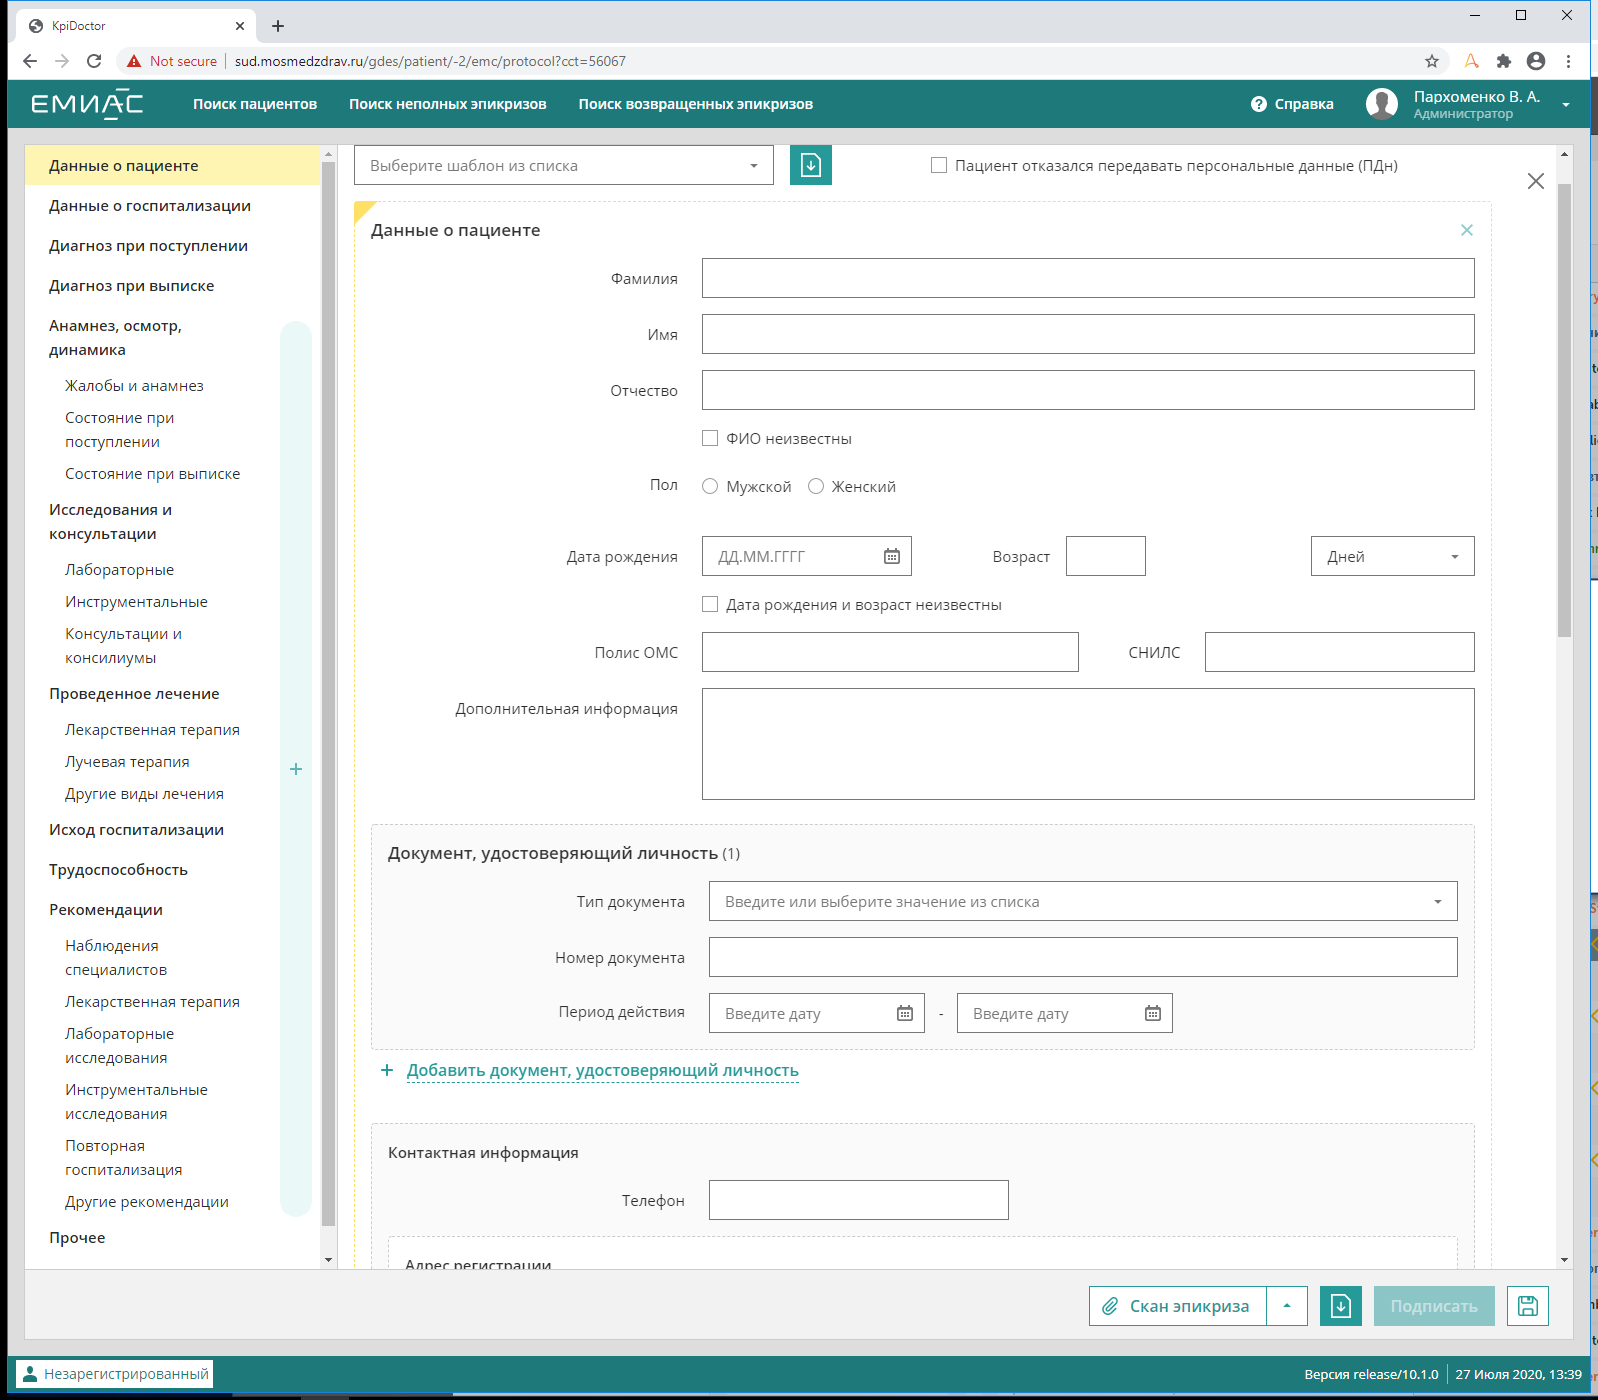 KpiDoctor
Not secure
sud.mosmedzdrav.ru/gdes/patient/-2/emc/protocol?cct=56067
ЕМИАС
Поиск пациентов
Поиск неполных эпикризов
Поиск возвращенных эпикризов
Справка
Пархоменко В. А.
Администратор
Данные о пациенте
Данные о госпитализации
Диагноз при поступлении
Диагноз при выписке
Анамнез, осмотр,
динамика
Жалобы и анамнез
Состояние при
поступлении
Состояние при выписке
Исследования и
консультации
Лабораторные
Инструментальные
Консультации и
консилиумы
Проведенное лечение
Лекарственная терапия
Лучевая терапия
Другие виды лечения
Исход госпитализации
Трудоспособность
Рекомендации
Наблюдения
специалистов
Лекарственная терапия
Лабораторные
исследования
Инструментальные
исследования
Повторная
госпитализация
Другие рекомендации
Прочее
Выберите шаблон из списка
Пациент отказался передавать персональные данные (ПДн)
Данные о пациенте
Фамилия
Имя
Отчество
ФИО неизвестны
Пол
Мужской
Женский
Дата рождения
ДД.ММ.ГГГГ
Возраст
Дней
Дата рождения и возраст неизвестны
Полис ОМС
СНИЛС
Дополнительная информация
Документ, удостоверяющий личность (1)
Тип документа
Введите или выберите значение из списка
Номер документа
Период действия
Введите дату
-
Введите дату
+ Добавить документ, удостоверяющий личность
Контактная информация
Телефон
Адрес регистрации
Скан эпикриза
Подписать
Незарегистрированный
Версия release/10.1.0
27 Июля 2020, 13:39